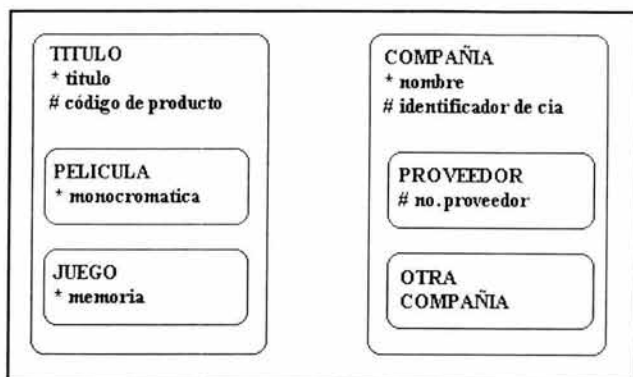 TITULO
* titulo
# código de producto
PELICULA
* monocromatica
JUEGO
* memoria
COMPAÑIA
* nombre
# identificador de cia
PROVEEDOR
# no.proveedor
OTRA
COMPAÑIA